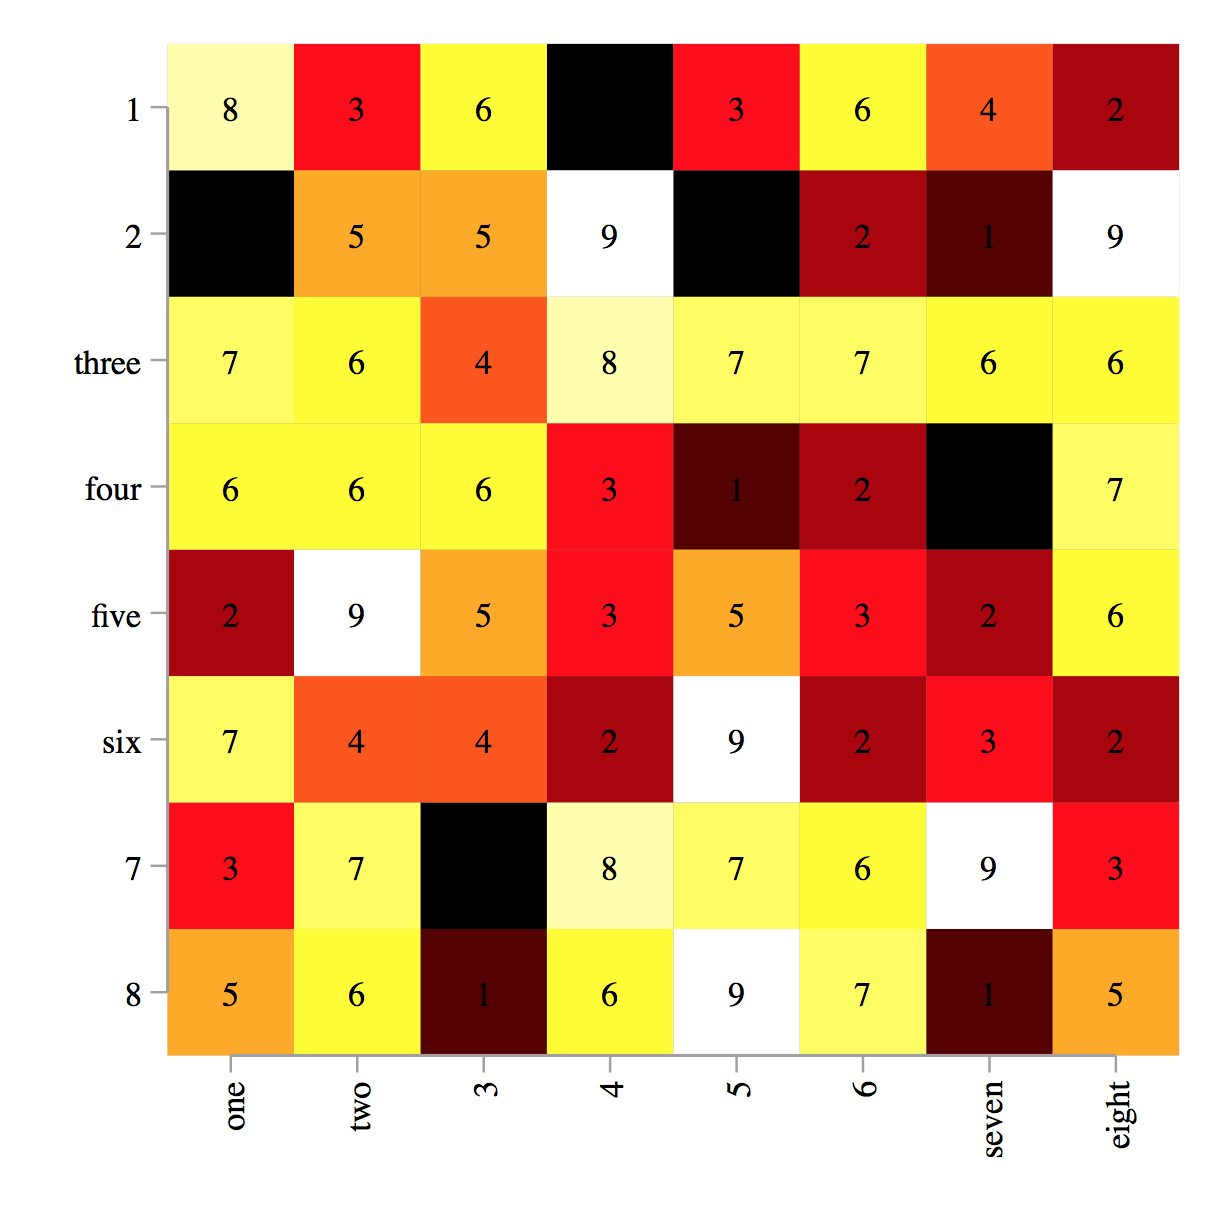 1 8 3 6 3 6 4 2
2 5 5 9 2 1 9
three 7 6 4 8 7 7 6 6
four 6 6 6 3 1 2 7
five 2 9 5 3 5 3 2 6
six 7 4 4 2 9 2 3 2
7 3 7 8 7 6 9 3
8 5 6 1 6 9 7 1 5
one two 3 4 5 6 seven eight